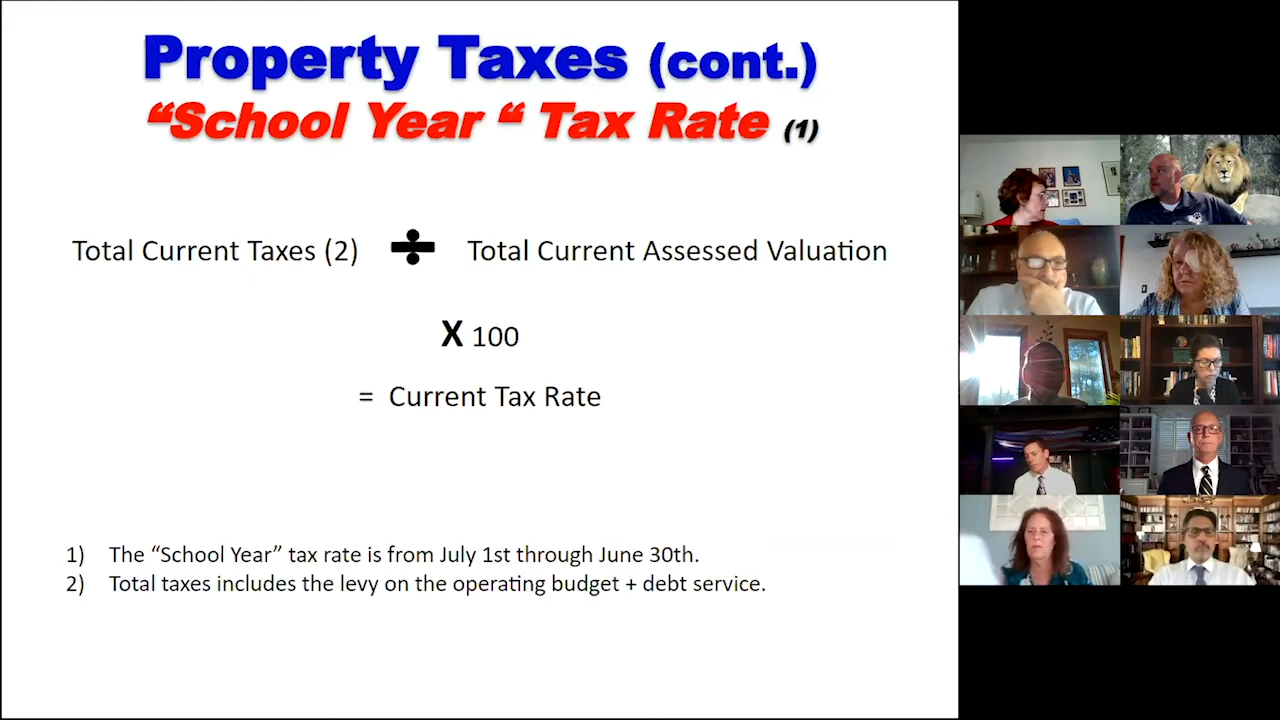 Property Taxes (cont.)
“School Year “ Tax Rate (1)
Total Current Taxes (2) ÷ Total Current Assessed Valuation
X 100
= Current Tax Rate
1) The “School Year” tax rate is from July 1st through June 30th.
2) Total taxes includes the levy on the operating budget + debt service.